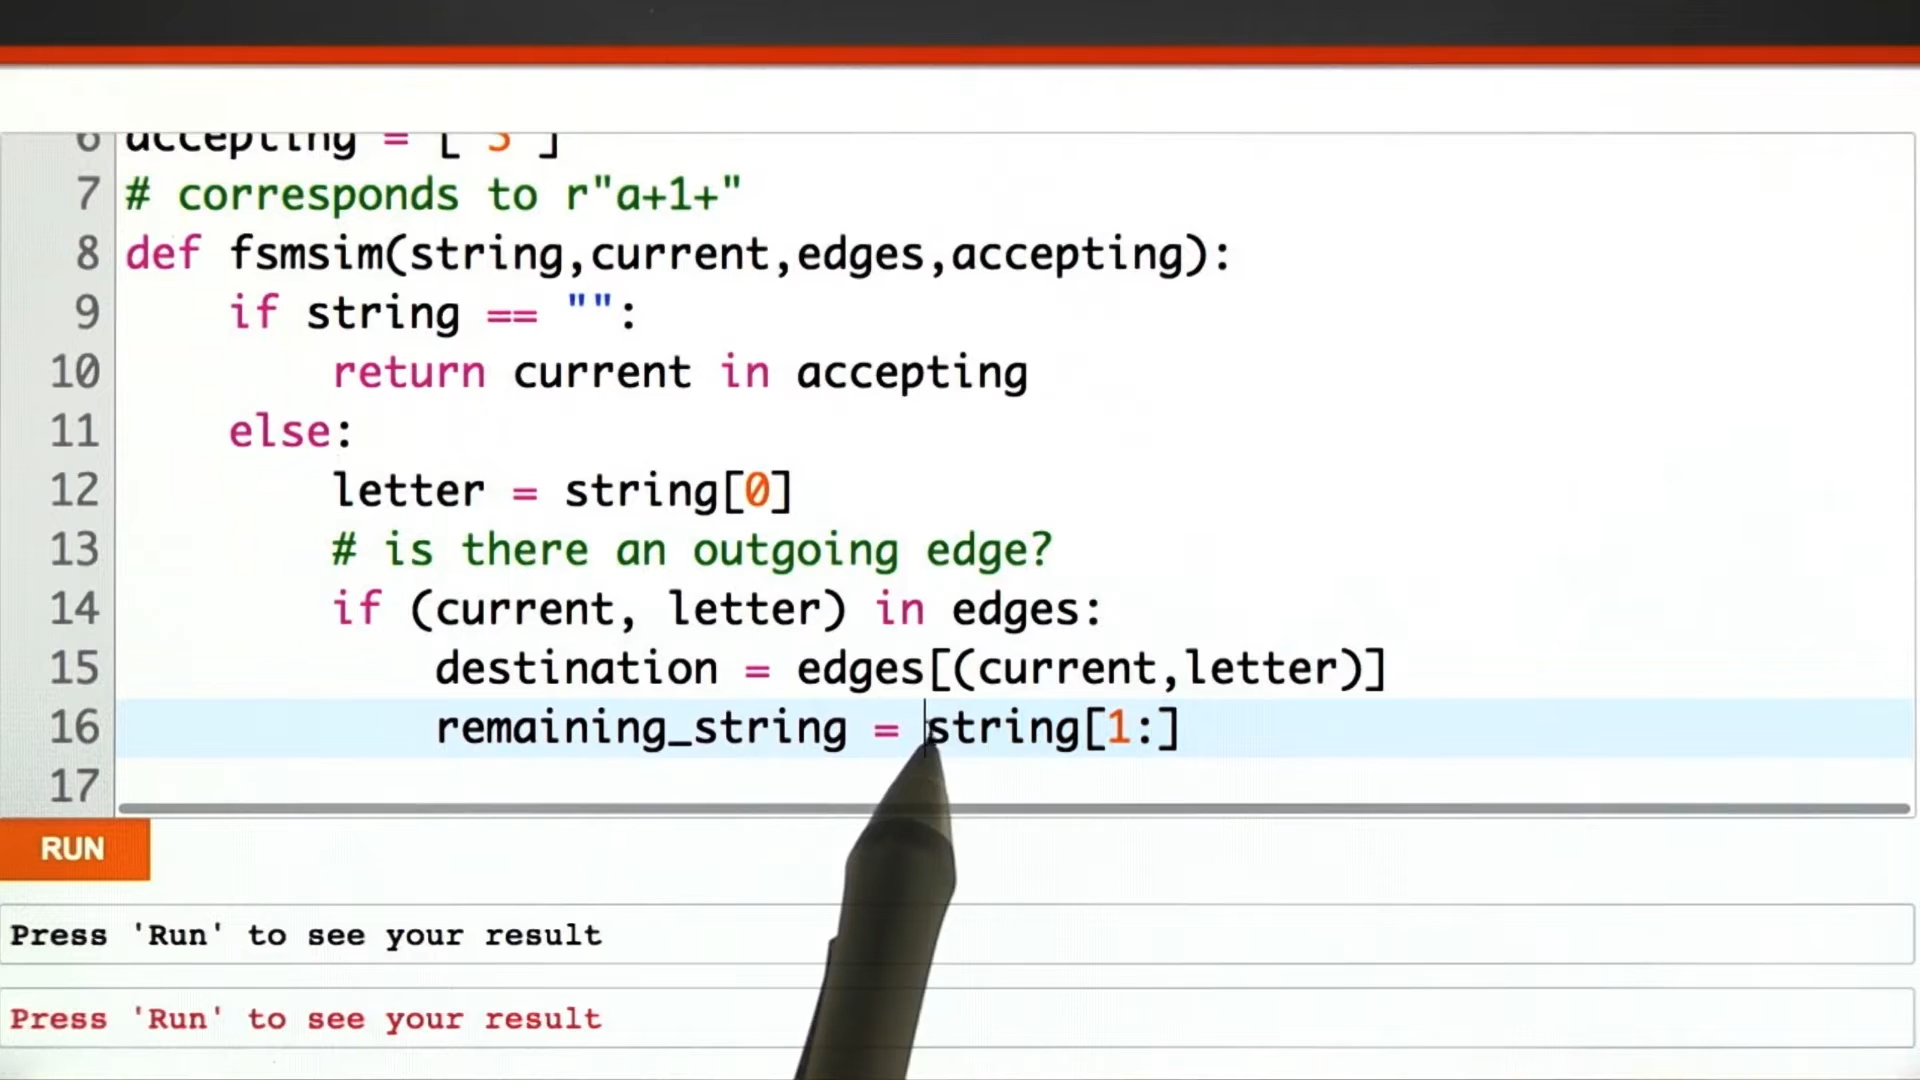 6 accepting = [ 3 ]
7 # corresponds to r"a+1+"
8 def fsmsim(string,current,edges,accepting):
9 if string == "":
10 return current in accepting
11 else:
12 letter = string[0]
13 # is there an outgoing edge?
14 if (current, letter) in edges:
15 destination = edges[(current,letter)]
16 remaining_string = string[1:]
17
RUN
Press 'Run' to see your result
Press 'Run' to see your result